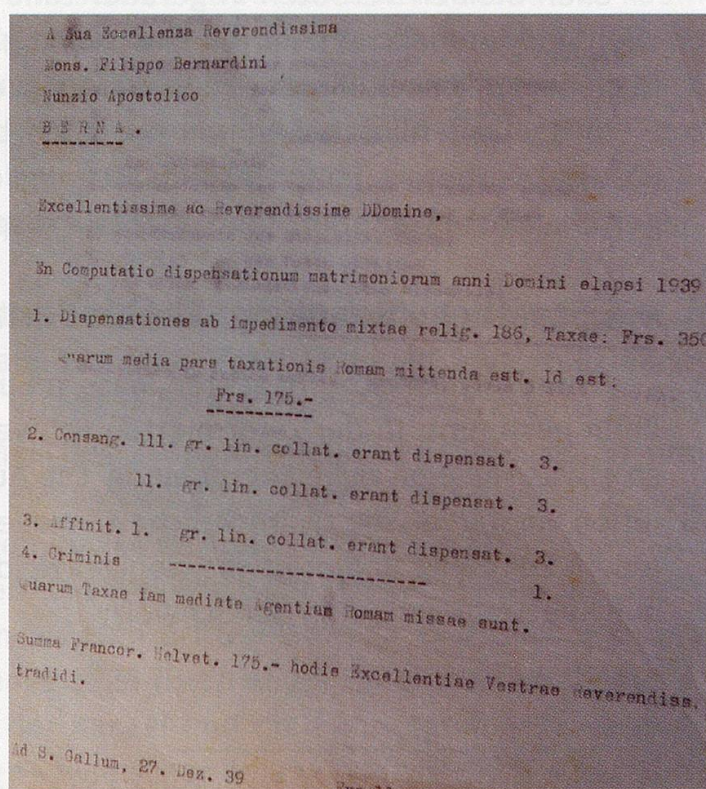 A Sua Eccellenza Reverendissima
Mons. Filippo Bernardini
Nunzio Apostolico
BERNA.
Excellentissime ac Reverendissime DDomine,
En Computatio dispensationum matrimoniorum anni Domini elapsi 1939
1. Dispensationes ab impedimento mixtae relig. 186, Taxae: Frs. 350
Quarum media pars taxationis Romam mittenda est. Id est:
Frs. 175.-
2. Consang. lll. gr. lin. collat. erant dispensat. 3.
ll. gr. lin. collat. erant dispensat. 3.
3. Affinit. l. gr. lin. collat. erant dispensat. 3.
4. Criminis 1.
Quarum Taxae iam mediate Agentiam Romam missae sunt.
Summa Francor. Helvet. 175.- hodie Excellentiae Vestrae Reverendiss.
tradidi.
Ad S. Gallum, 27. Dez. 39